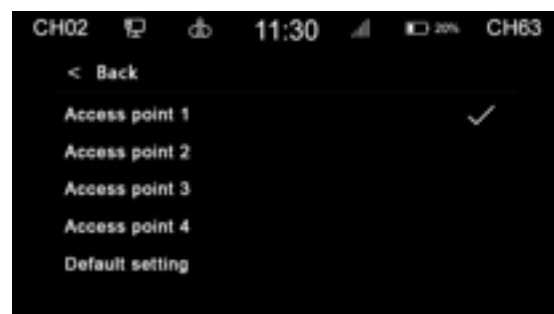 CH02 11:30 20% CH63
< Back
Access point 1
Access point 2
Access point 3
Access point 4
Default setting